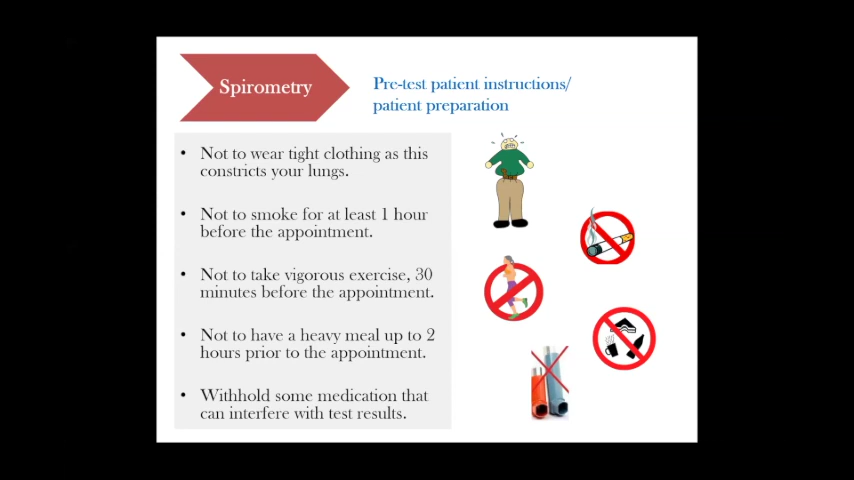 Spirometry
Pre-test patient instructions/
patient preparation
• Not to wear tight clothing as this
constricts your lungs.
• Not to smoke for at least 1 hour
before the appointment.
• Not to take vigorous exercise, 30
minutes before the appointment.
• Not to have a heavy meal up to 2
hours prior to the appointment.
• Withhold some medication that
can interfere with test results.